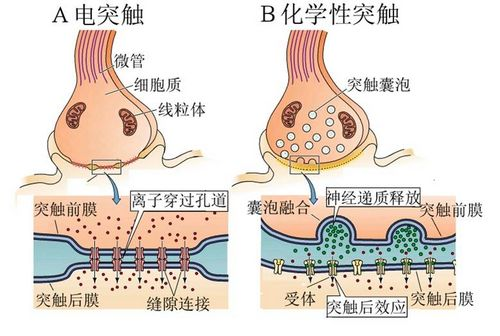 A 电突触
微管
细胞质
线粒体
离子穿过孔道
突触前膜
突触后膜
缝隙连接
B 化学性突触
突触囊泡
囊泡融合
神经递质释放
突触前膜
受体
突触后效应
突触后膜